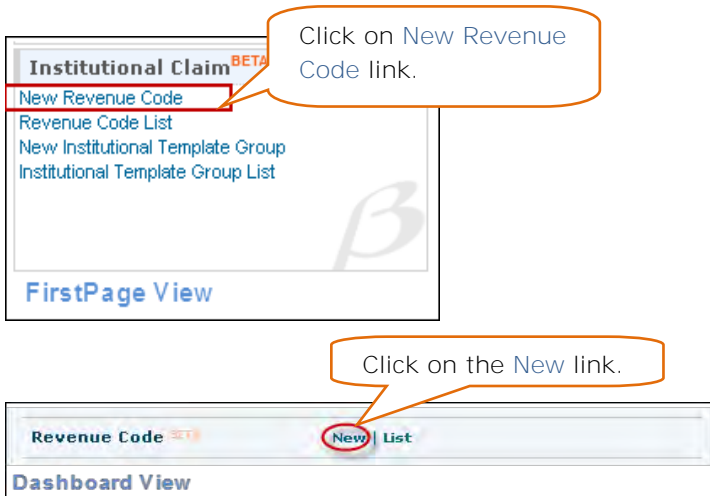 Click on New Revenue
Code link.
Institutional Claim BETA
New Revenue Code
Revenue Code List
New Institutional Template Group
Institutional Template Group List
β
FirstPage View
Click on the New link.
Revenue Code BETA New | List
Dashboard View